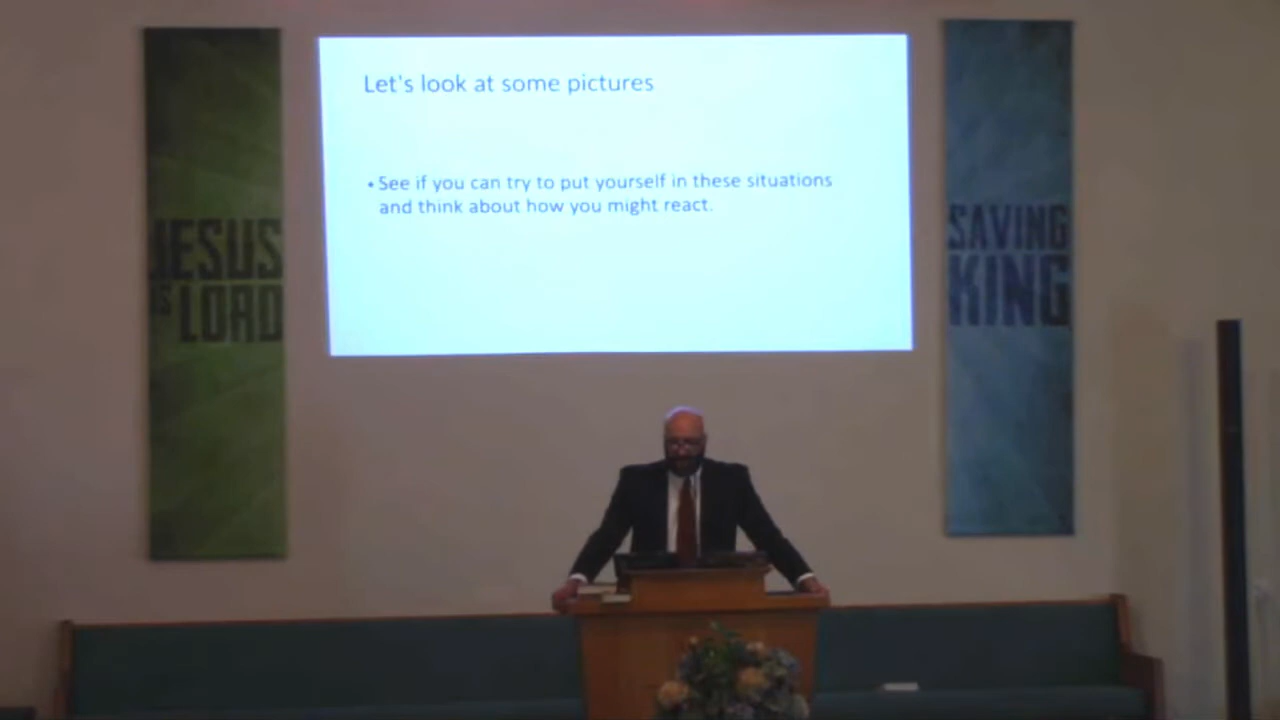 Let's look at some pictures
• See if you can try to put yourself in these situations
and think about how you might react.
JESUS
IS LORD
SAVING
KING